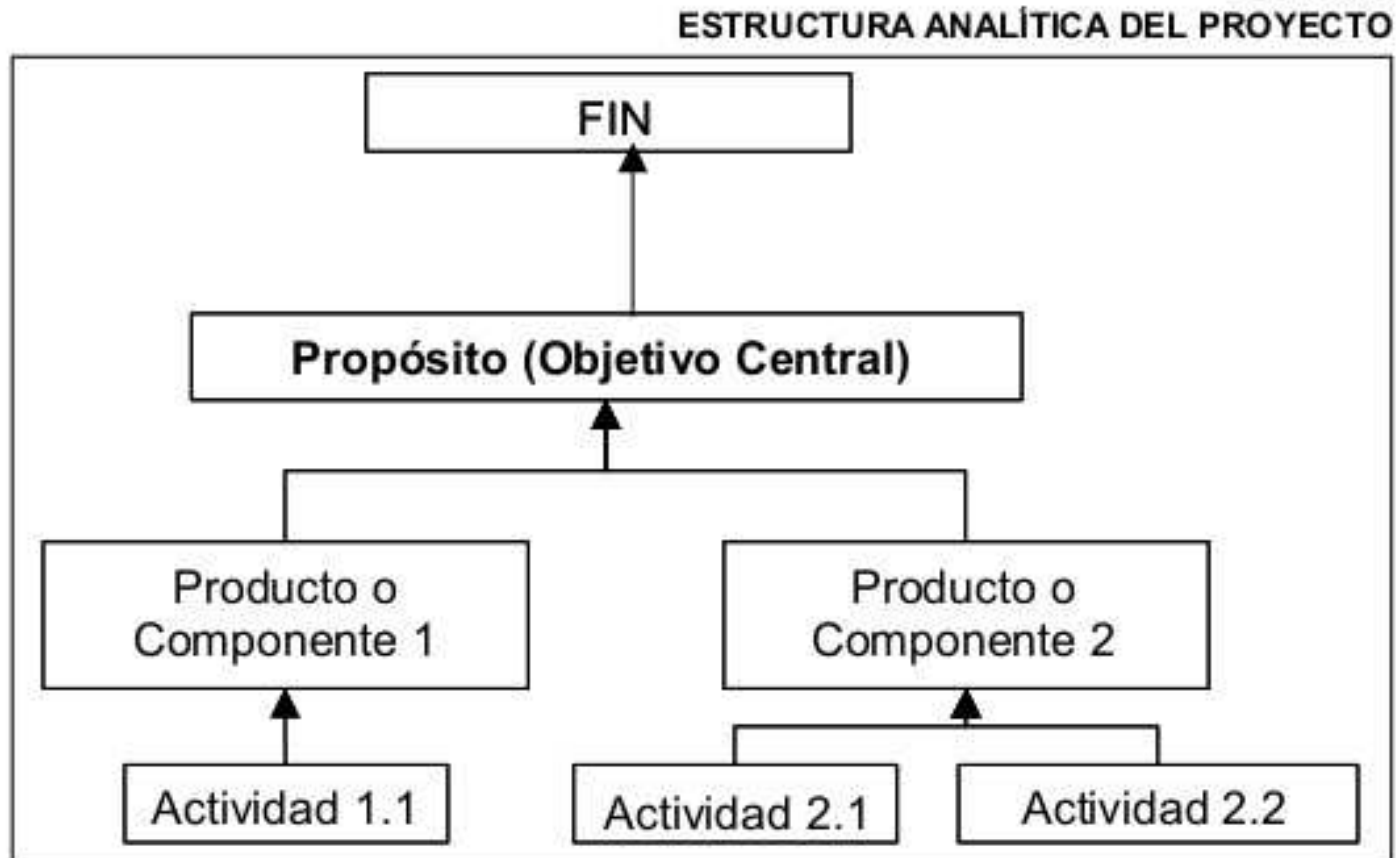 ESTRUCTURA ANALÍTICA DEL PROYECTO
FIN
Propósito (Objetivo Central)
Producto o
Componente 1
Producto o
Componente 2
Actividad 1.1
Actividad 2.1
Actividad 2.2